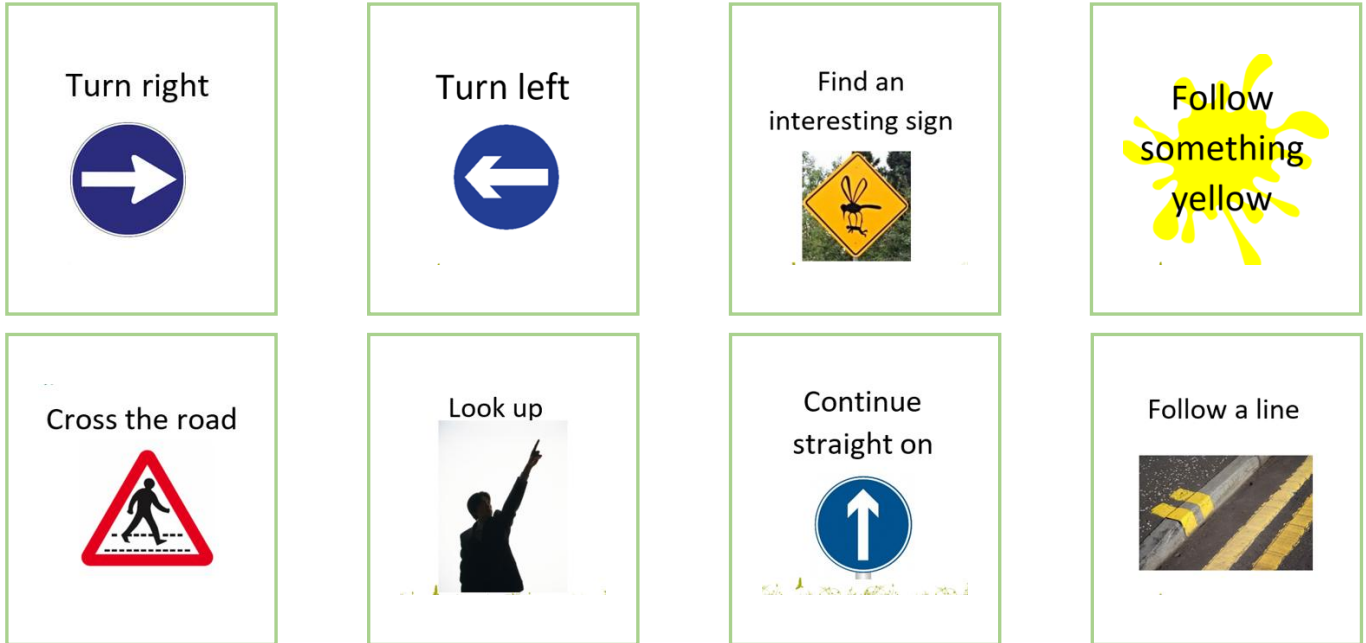 Turn right
Turn left
Find an
interesting sign
Follow
something
yellow
Cross the road
Look up
Continue
straight on
Follow a line